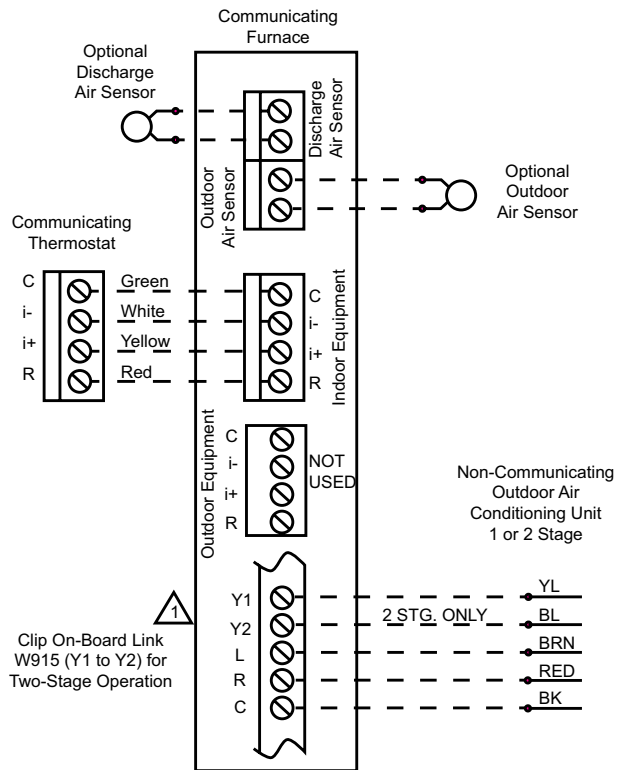 Communicating
Furnace
Optional
Discharge
Air Sensor
Discharge
Air Sensor
Outdoor
Air Sensor
Optional
Outdoor
Air Sensor
Communicating
Thermostat
C
i-
i+
R
Green
White
Yellow
Red
C
i-
i+
R
Indoor Equipment
Outdoor Equipment
C
i-
i+
R
NOT
USED
Non-Communicating
Outdoor Air
Conditioning Unit
1 or 2 Stage
1
Clip On-Board Link
W915 (Y1 to Y2) for
Two-Stage Operation
Y1
Y2
L
R
C
2 STG. ONLY
YL
BL
BRN
RED
BK